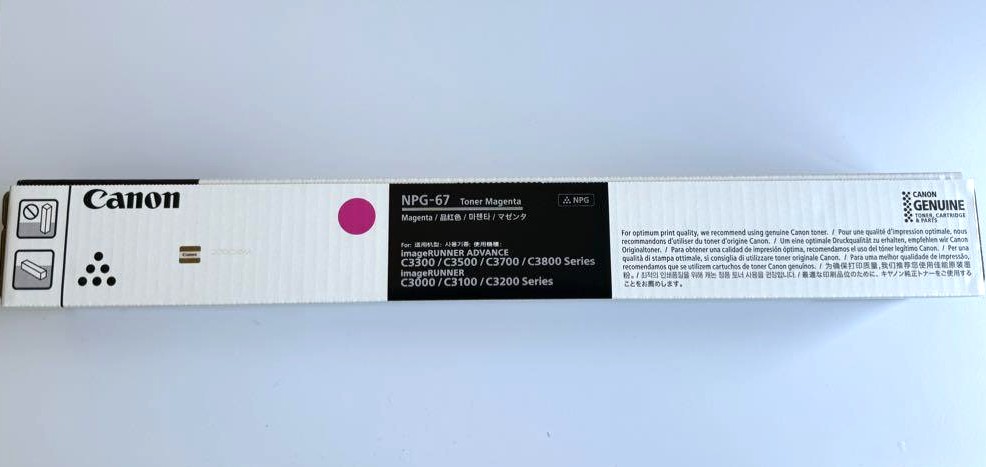 Canon
Canon
NPG-67 Toner Magenta
NPG
Magenta / 品紅色 / 마젠타 / マゼンタ
For: 适用机型: 사용기종: 使用機種:
imageRUNNER ADVANCE
C3300 / C3500 / C3700 / C3800 Series
imageRUNNER
C3000 / C3100 / C3200 Series
CANON
GENUINE
TONER, CARTRIDGE
& PARTS
For optimum print quality, we recommend using genuine Canon toner. / Pour une qualité d'impression optimale, nous
recommandons d'utiliser du toner d'origine Canon. / Um eine optimale Druckqualität zu erhalten, empfehlen wir Canon
Originaltoner. / Para obtener una calidad de impresión óptima, recomendamos el uso del tóner legítimo Canon. / Per una
qualità di stampa ottimale, si consiglia di utilizzare toner originale Canon. / Para uma melhor qualidade de impressão,
recomendamos que se utilizem cartuchos de toner Canon genuínos. / 为确保打印质量,我们推荐您使用佳能原装墨
粉。/ 최적의 인쇄품질을 위해 캐논 정품 토너 사용을 권장합니다. / 最適な印刷品位のために、キヤノン純正トナーをご使用する
ことをお薦めします。